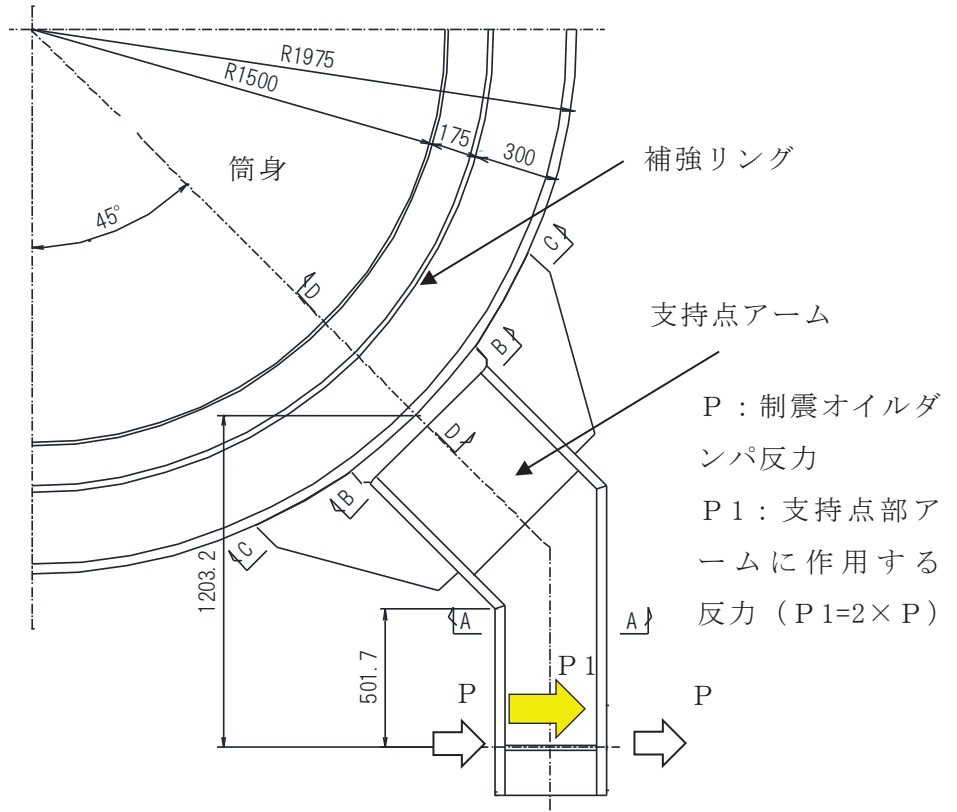 R1975
R1500
175
300
筒身
補強リング
45°
C
D
支持点アーム
B
P：制震オイルダ
ンパ反力
D
P1：支持点部ア
ームに作用する
反力（P1=2×P）
B
C
1203.2
A
A
501.7
P1
P
P